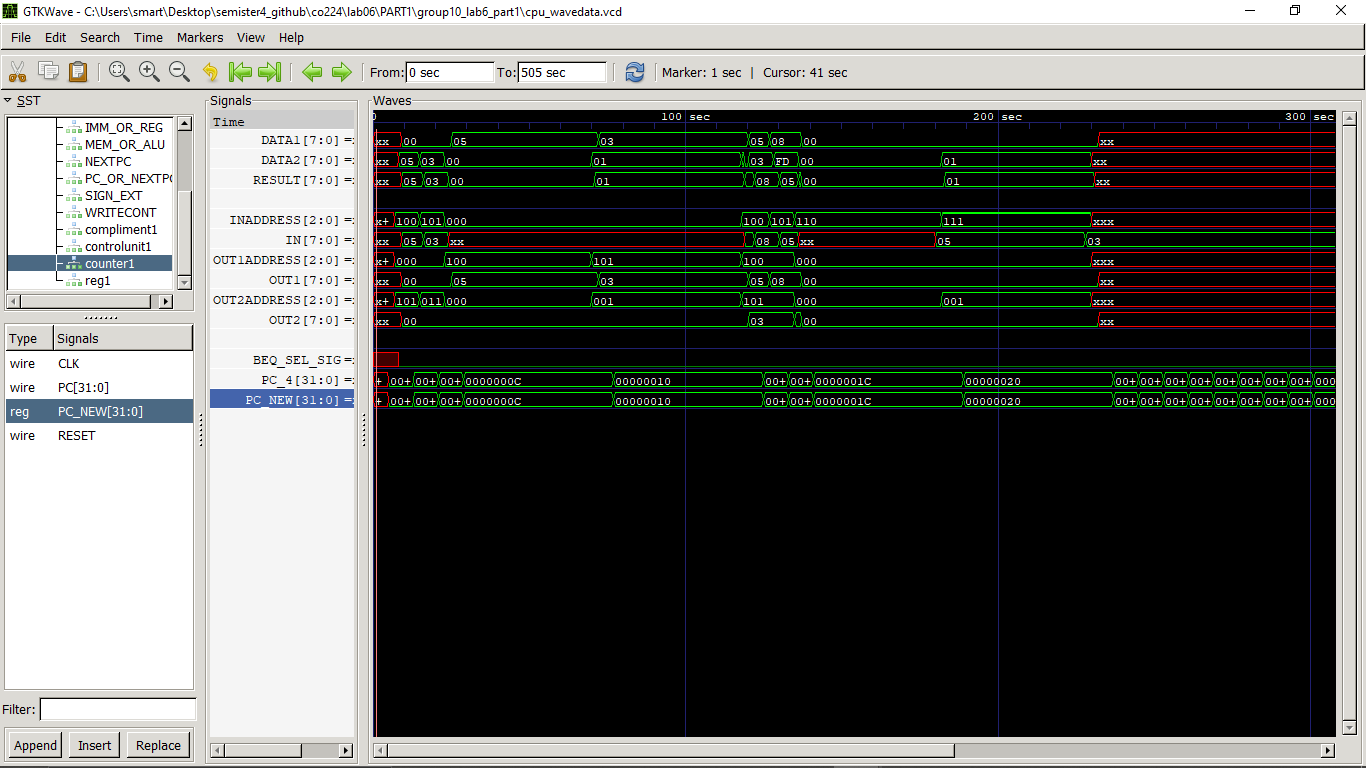 GTKWave - C:\Users\smart\Desktop\semister4_github\co224\lab06\PART1\group10_lab6_part1\cpu_wavedata.vcd
File Edit Search Time Markers View Help
From: 0 sec To: 505 sec Marker: 1 sec | Cursor: 41 sec
SST
IMM_OR_REG
MEM_OR_ALU
NEXTPC
PC_OR_NEXTP
SIGN_EXT
WRITECONT
compliment1
controlunit1
counter1
reg1
Type Signals
wire CLK
wire PC[31:0]
reg PC_NEW[31:0]
wire RESET
Filter:
Append Insert Replace
Signals
Time
DATA1[7:0] =
DATA2[7:0] =
RESULT[7:0] =
INADDRESS[2:0] =
IN[7:0] =
OUT1ADDRESS[2:0] =
OUT1[7:0] =
OUT2ADDRESS[2:0] =
OUT2[7:0] =
BEQ_SEL_SIG =
PC_4[31:0] =
PC_NEW[31:0] =
Waves
0 100 sec 200 sec 300 sec
xx 00 05 03 05 08 00 xx
xx 05 03 00 01 03 FD 00 01 xx
xx 05 03 00 01 08 05 00 01 xx
x+ 100 101 000 100 101 110 111 xxx
xx 05 03 xx 08 05 xx 05 03
x+ 000 100 101 100 000 xxx
xx 00 05 03 05 08 00 xx
x+ 101 011 000 001 101 000 001 xxx
xx 00 03 00 xx
+ 00+ 00+ 00+ 0000000C 00000010 00+ 00+ 0000001C 00000020 00+ 00+ 00+ 00+ 00+ 00+ 00+ 00+ 000
+ 00+ 00+ 00+ 0000000C 00000010 00+ 00+ 0000001C 00000020 00+ 00+ 00+ 00+ 00+ 00+ 00+ 00+ 000